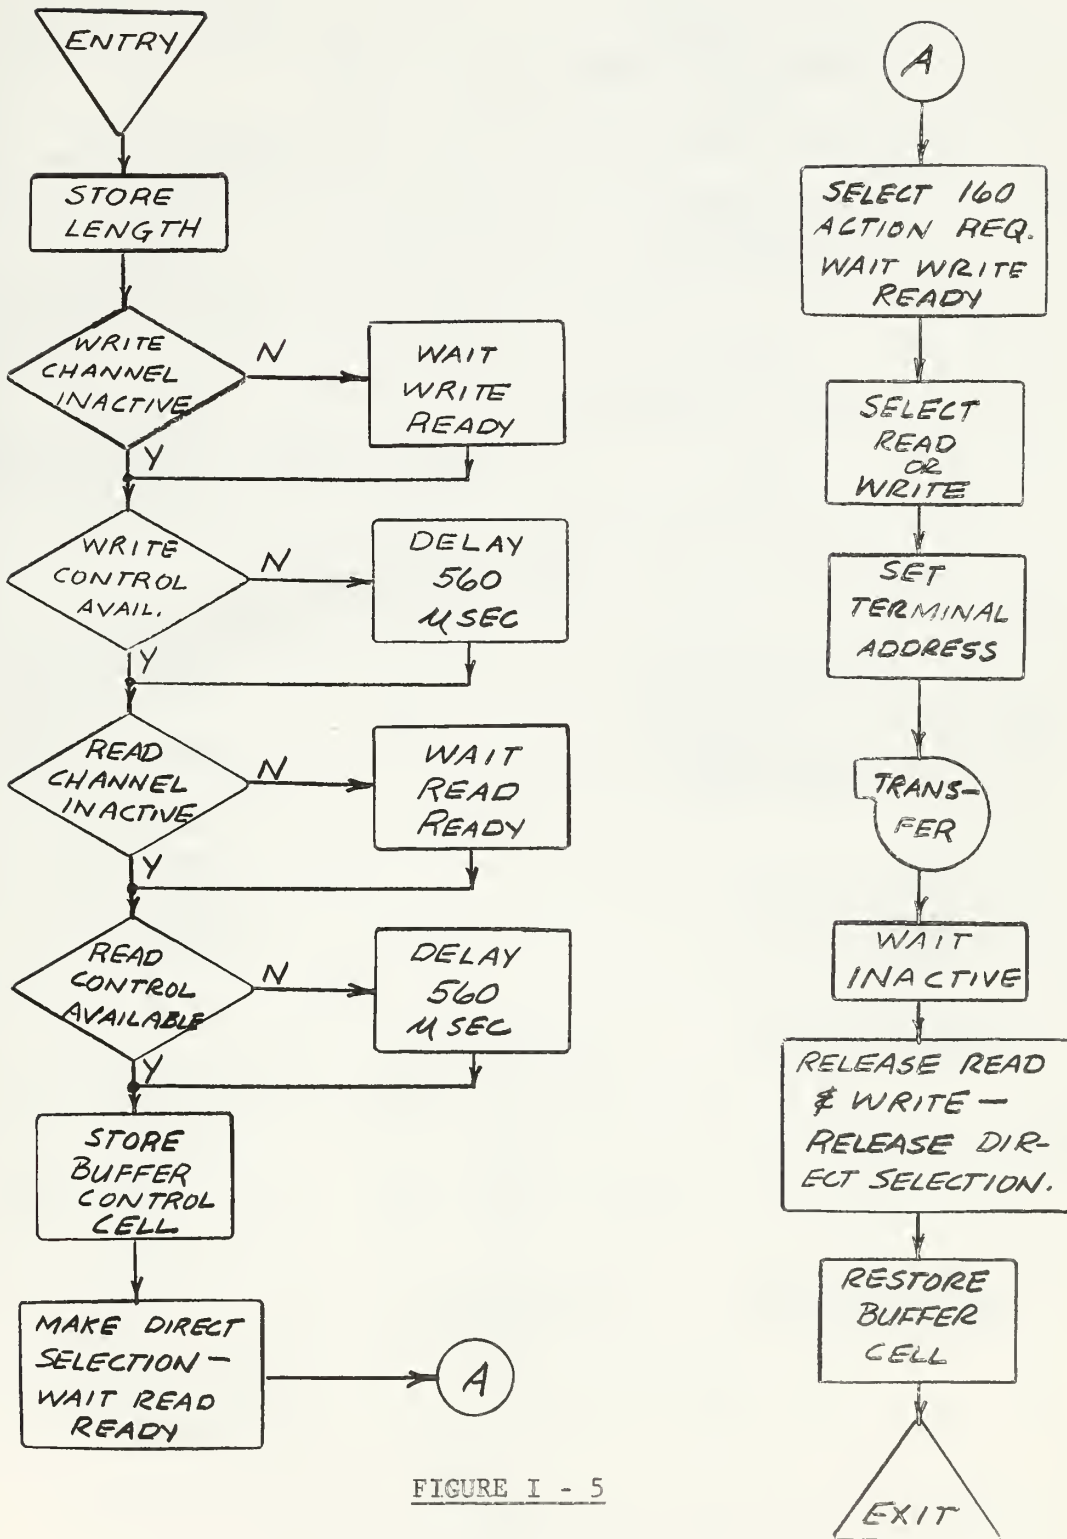 ENTRY
STORE
LENGTH
WRITE
CHANNEL
INACTIVE
N
WAIT
WRITE
READY
Y
WRITE
CONTROL
AVAIL.
N
DELAY
560
μ SEC
Y
READ
CHANNEL
INACTIVE
N
WAIT
READ
READY
Y
READ
CONTROL
AVAILABLE
N
DELAY
560
μ SEC
Y
STORE
BUFFER
CONTROL
CELL
MAKE DIRECT
SELECTION —
WAIT READ
READY
A
A
SELECT 160
ACTION REQ.
WAIT WRITE
READY
SELECT
READ
OR
WRITE
SET
TERMINAL
ADDRESS
TRANS-
FER
WAIT
INACTIVE
RELEASE READ
& WRITE —
RELEASE DIR-
ECT SELECTION.
RESTORE
BUFFER
CELL
EXIT
FIGURE I - 5